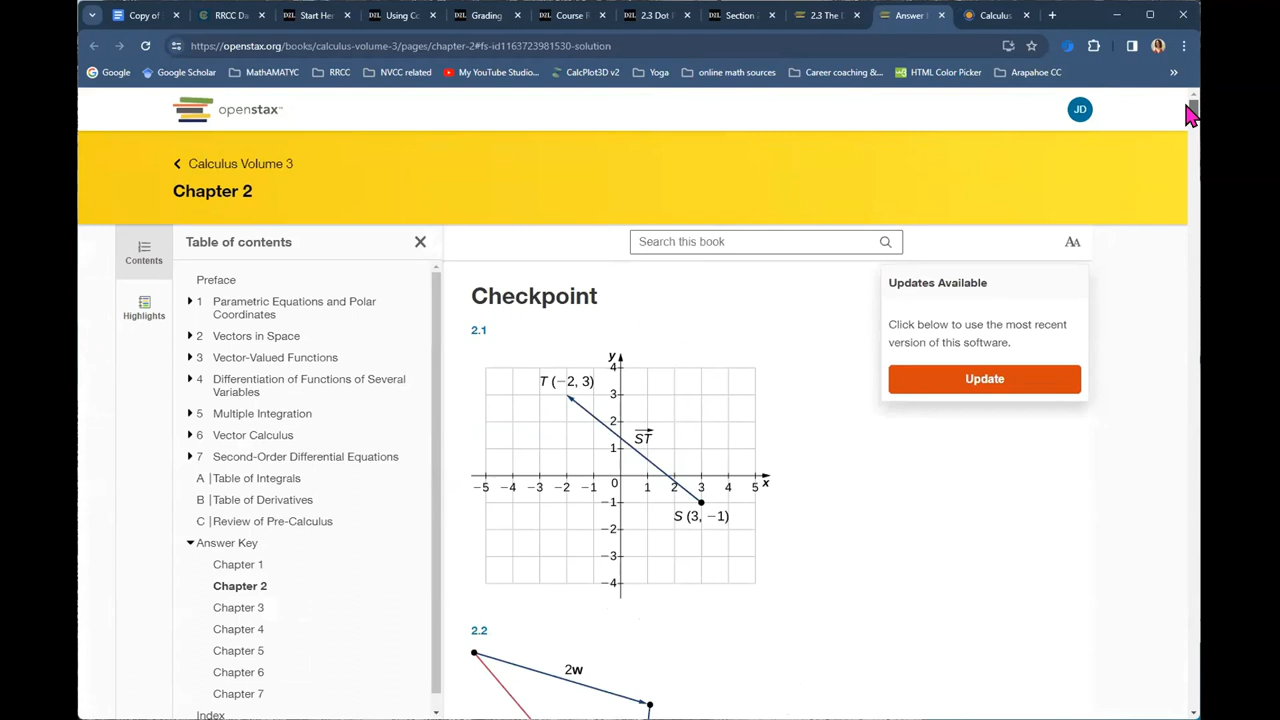 Copy of
RRCC Da
Start Her
Using Co
Grading
Course R
2.3 Dot P
Section 2
2.3 The D
Answer
Calculus
https://openstax.org/books/calculus-volume-3/pages/chapter-2#fs-id1163723981530-solution
Google
Google Scholar
MathAMATYC
RRCC
NVCC related
My YouTube Studio...
CalcPlot3D v2
Yoga
online math sources
Career coaching &...
HTML Color Picker
Arapahoe CC
»
openstax™
JD
Calculus Volume 3
Chapter 2
Contents
Highlights
Table of contents
Preface
1 Parametric Equations and Polar
Coordinates
2 Vectors in Space
3 Vector-Valued Functions
4 Differentiation of Functions of Several
Variables
5 Multiple Integration
6 Vector Calculus
7 Second-Order Differential Equations
A | Table of Integrals
B | Table of Derivatives
C | Review of Pre-Calculus
Answer Key
Chapter 1
Chapter 2
Chapter 3
Chapter 4
Chapter 5
Chapter 6
Chapter 7
Index
Search this book
AA
Updates Available
Click below to use the most recent
version of this software.
Update
Checkpoint
2.1
y
4
T (−2, 3)
3
2
ST
1
−5 −4 −3 −2 −1 0 1 2 3 4 5 x
−1
S (3, −1)
−2
−3
−4
2.2
2w